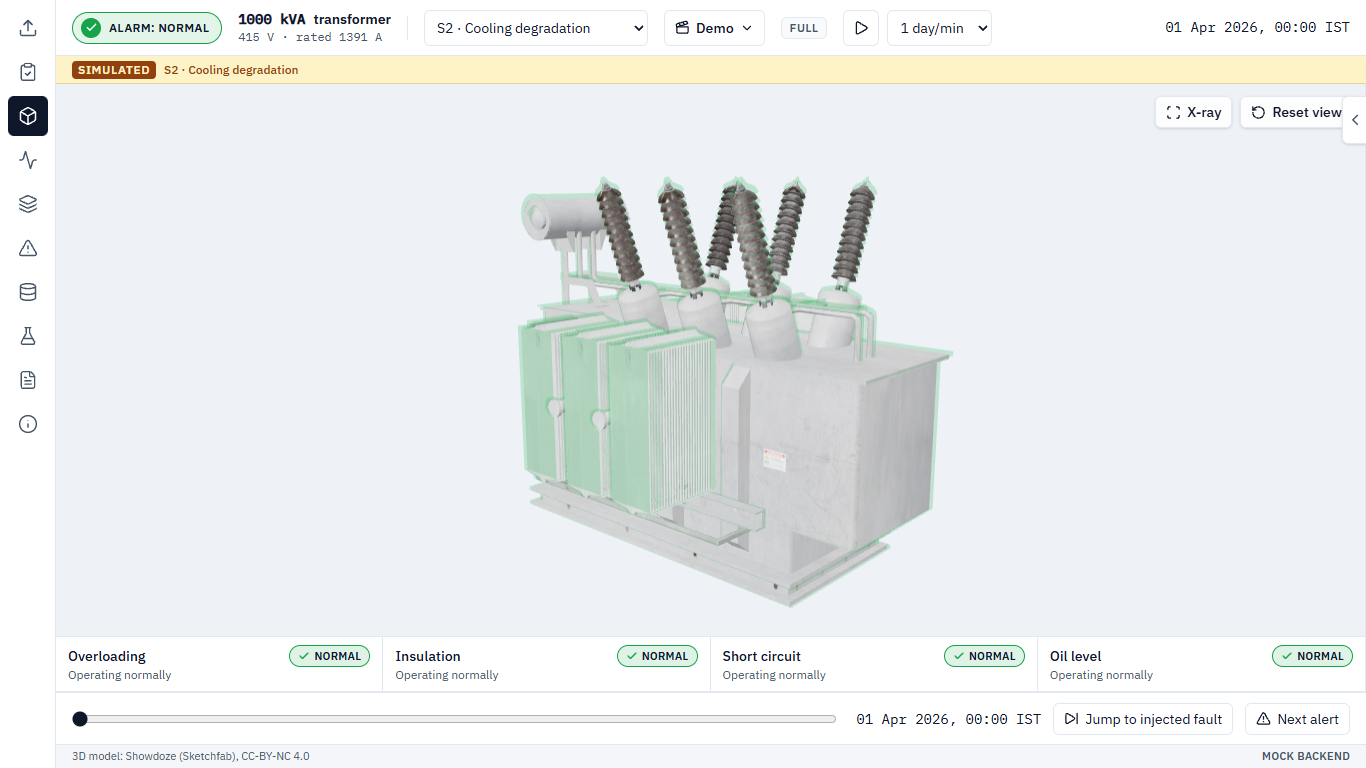 ALARM: NORMAL
1000 kVA transformer
415 V · rated 1391 A
S2 · Cooling degradation
Demo
FULL
1 day/min
01 Apr 2026, 00:00 IST
SIMULATED S2 · Cooling degradation
X-ray
Reset view
Overloading
NORMAL
Operating normally
Insulation
NORMAL
Operating normally
Short circuit
NORMAL
Operating normally
Oil level
NORMAL
Operating normally
01 Apr 2026, 00:00 IST
Jump to injected fault
Next alert
3D model: Showdoze (Sketchfab), CC-BY-NC 4.0
MOCK BACKEND